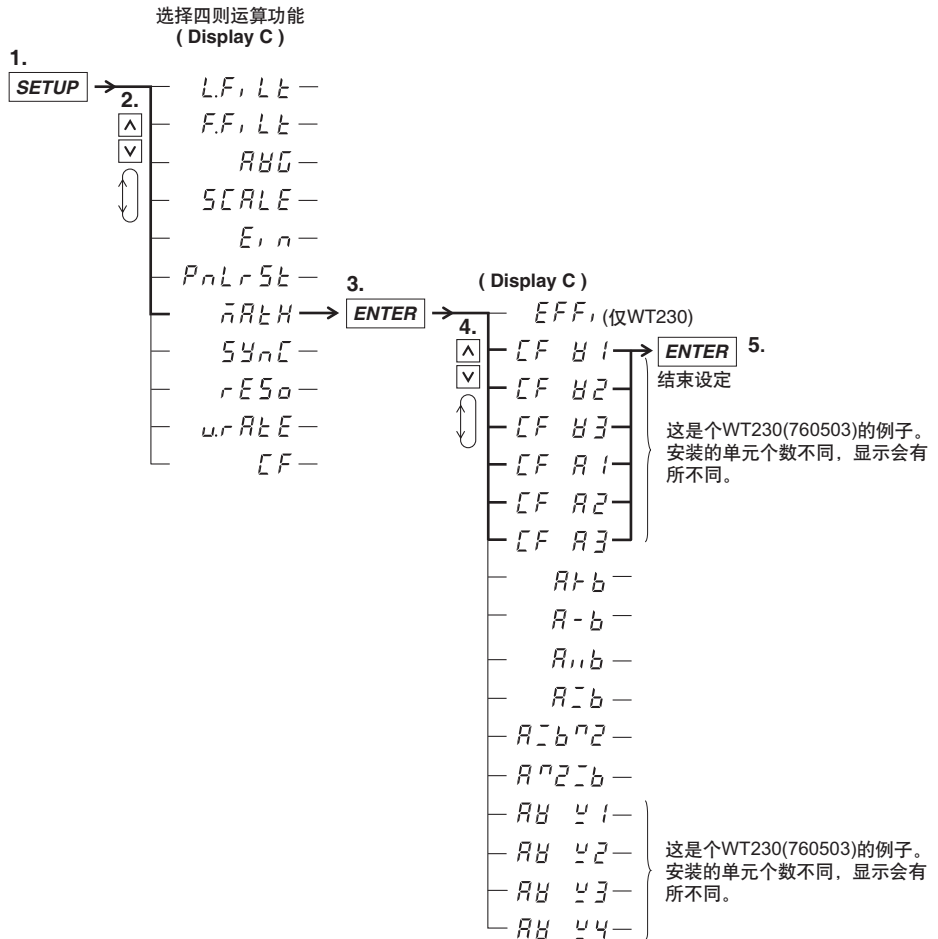 选择四则运算功能
( Display C )
1.
SETUP
2.
L.FiLt
F.FiLt
AVG
SCALE
Ein
PnLrSt
MAtH
SYnC
rESo
u.rAtE
CF
3.
ENTER
( Display C )
4.
EFFi (仅WT230)
CF V1
CF V2
CF V3
CF A1
CF A2
CF A3
ENTER 5.
结束设定
这是个WT230(760503)的例子。
安装的单元个数不同，显示会有
所不同。
A-b
AV 1
AV 2
AV 3
AV 4
这是个WT230(760503)的例子。
安装的单元个数不同，显示会有
所不同。